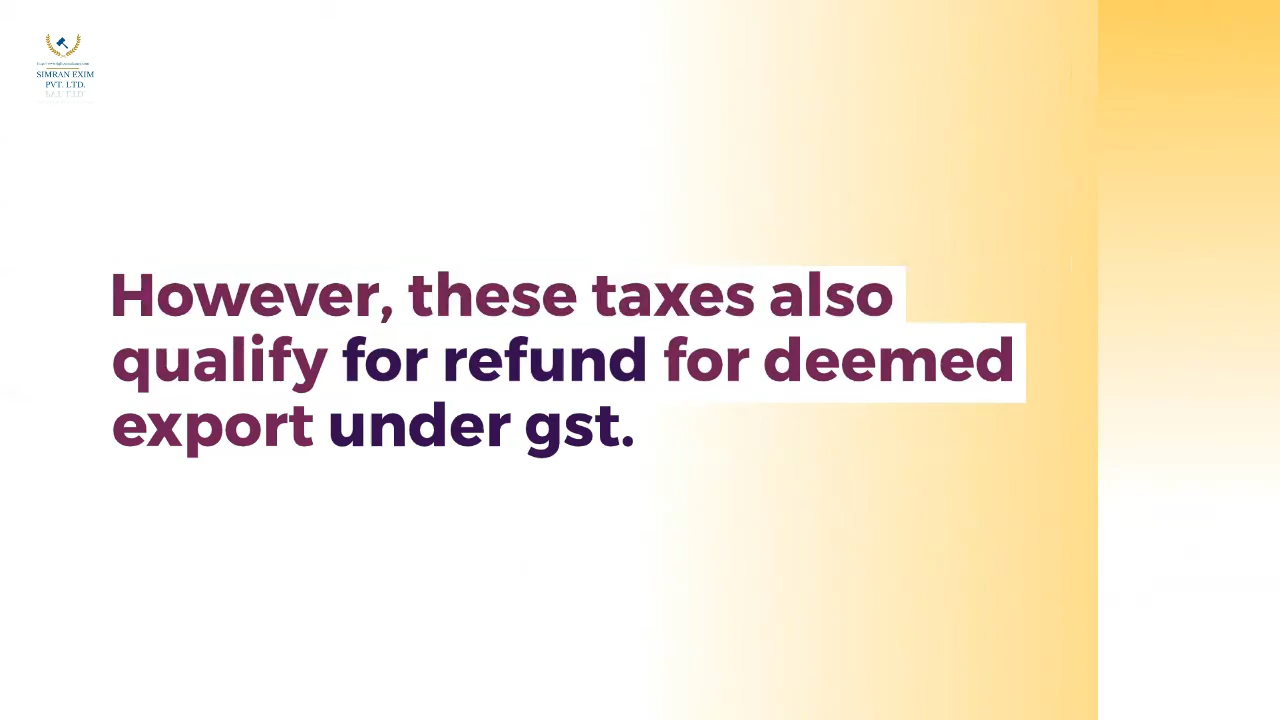 SIMRAN EXIM
PVT. LTD.
However, these taxes also
qualify for refund for deemed
export under gst.